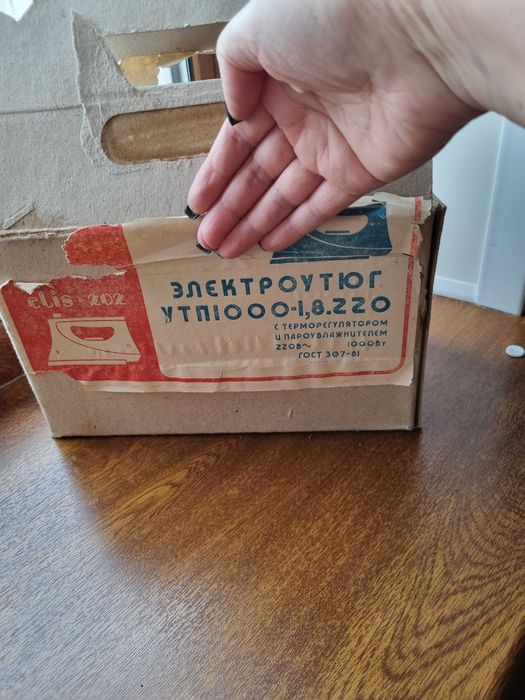 elis · 202
ЭЛЕКТРОУТЮГ
УТП1000-1,8.220
С ТЕРМОРЕГУЛЯТОРОМ
И ПАРОУВЛАЖНИТЕЛЕМ
220В~ 1000Вт
ГОСТ 307-81